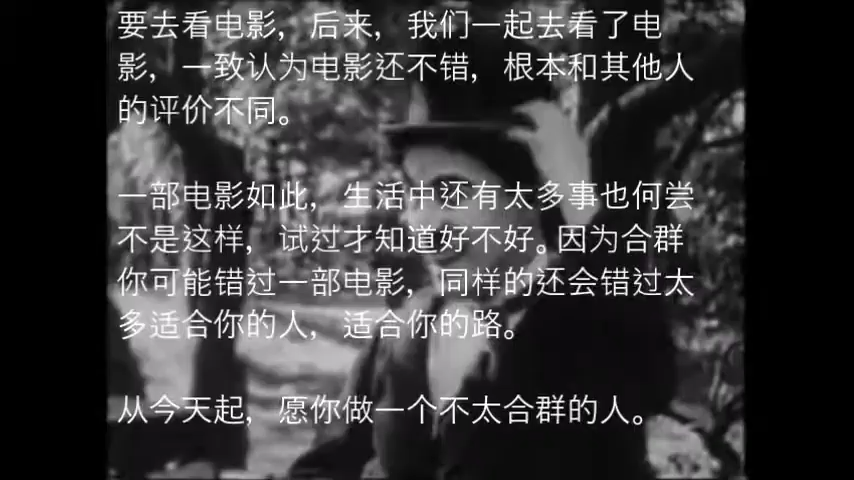 要去看电影，后来，我们一起去看了电
影，一致认为电影还不错，根本和其他人
的评价不同。
一部电影如此，生活中还有太多事也何尝
不是这样，试过才知道好不好。因为合群
你可能错过一部电影，同样的还会错过太
多适合你的人，适合你的路。
从今天起，愿你做一个不太合群的人。